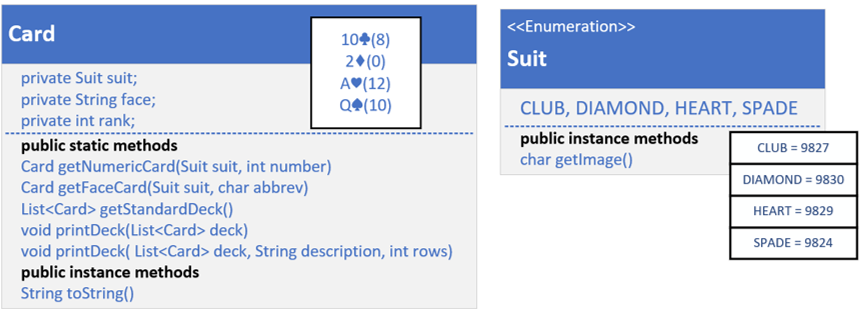 Card
10♣(8)
2♦(0)
A♥(12)
Q♠(10)
private Suit suit;
private String face;
private int rank;
public static methods
Card getNumericCard(Suit suit, int number)
Card getFaceCard(Suit suit, char abbrev)
List<Card> getStandardDeck()
void printDeck(List<Card> deck)
void printDeck( List<Card> deck, String description, int rows)
public instance methods
String toString()
<<Enumeration>>
Suit
CLUB, DIAMOND, HEART, SPADE
public instance methods
char getImage()
CLUB = 9827
DIAMOND = 9830
HEART = 9829
SPADE = 9824